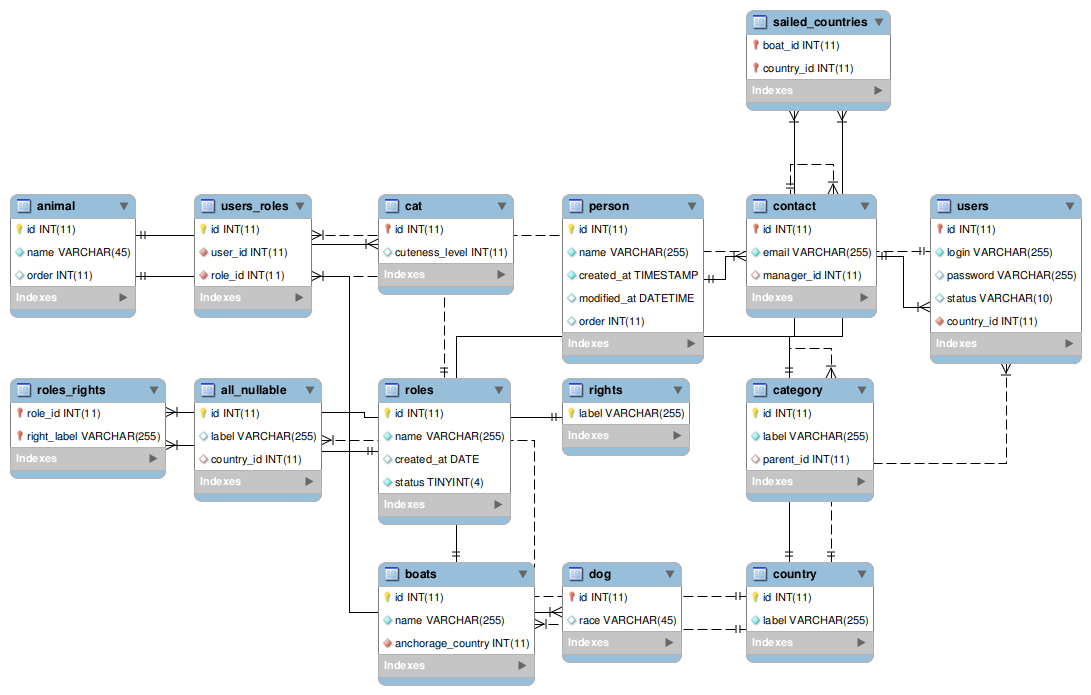 sailed_countries
boat_id INT(11)
country_id INT(11)
Indexes
animal
id INT(11)
name VARCHAR(45)
order INT(11)
Indexes
users_roles
id INT(11)
user_id INT(11)
role_id INT(11)
Indexes
cat
id INT(11)
cuteness_level INT(11)
Indexes
person
id INT(11)
name VARCHAR(255)
created_at TIMESTAMP
modified_at DATETIME
order INT(11)
Indexes
contact
id INT(11)
email VARCHAR(255)
manager_id INT(11)
Indexes
users
id INT(11)
login VARCHAR(255)
password VARCHAR(255)
status VARCHAR(10)
country_id INT(11)
Indexes
roles_rights
role_id INT(11)
right_label VARCHAR(255)
Indexes
all_nullable
id INT(11)
label VARCHAR(255)
country_id INT(11)
Indexes
roles
id INT(11)
name VARCHAR(255)
created_at DATE
status TINYINT(4)
Indexes
rights
label VARCHAR(255)
Indexes
category
id INT(11)
label VARCHAR(255)
parent_id INT(11)
Indexes
boats
id INT(11)
name VARCHAR(255)
anchorage_country INT(11)
Indexes
dog
id INT(11)
race VARCHAR(45)
Indexes
country
id INT(11)
label VARCHAR(255)
Indexes